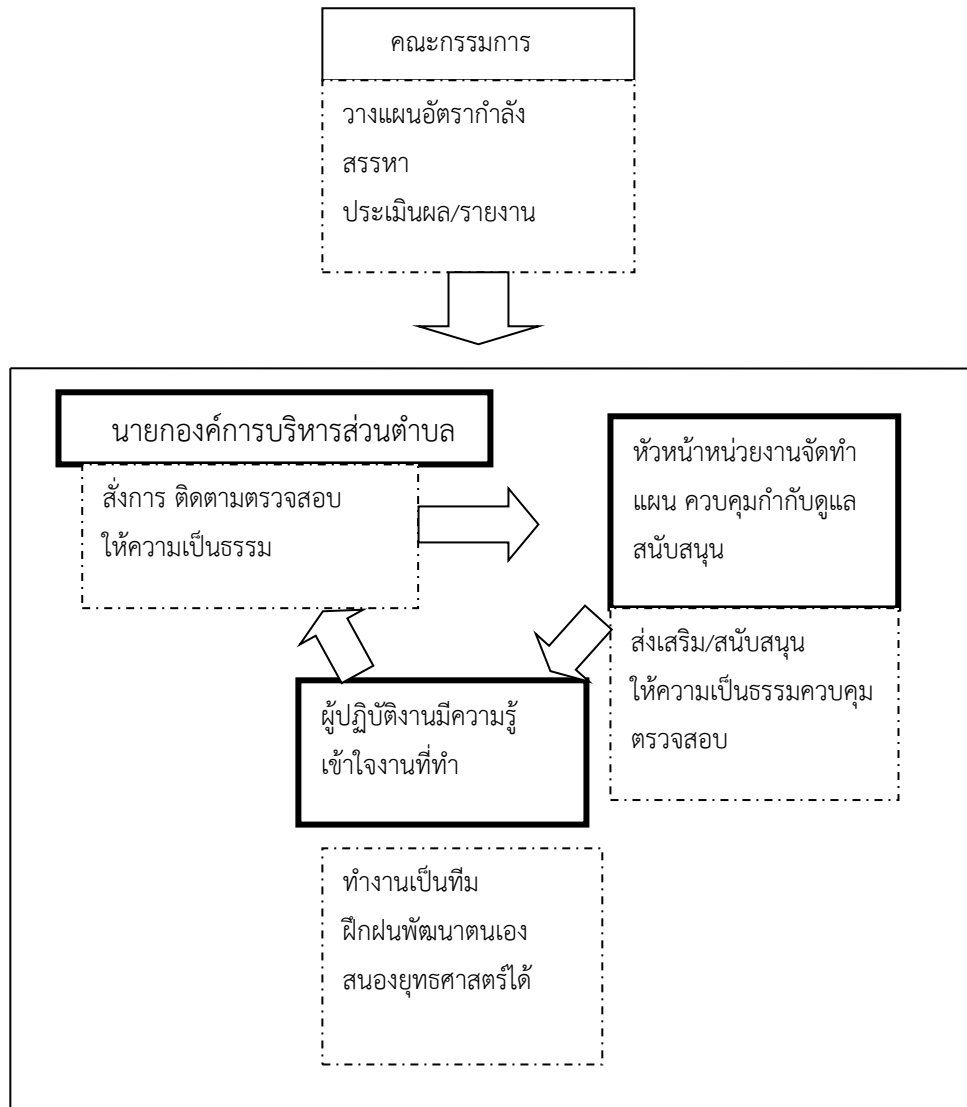 คณะกรรมการ
วางแผนอัตรากำลัง
สรรหา
ประเมินผล/รายงาน
นายกองค์การบริหารส่วนตำบล
สั่งการ ติดตามตรวจสอบ
ให้ความเป็นธรรม
หัวหน้าหน่วยงานจัดทำ
แผน ควบคุมกำกับดูแล
สนับสนุน
ส่งเสริม/สนับสนุน
ให้ความเป็นธรรมควบคุม
ตรวจสอบ
ผู้ปฏิบัติงานมีความรู้
เข้าใจงานที่ทำ
ทำงานเป็นทีม
ฝึกฝนพัฒนาตนเอง
สนองยุทธศาสตร์ได้